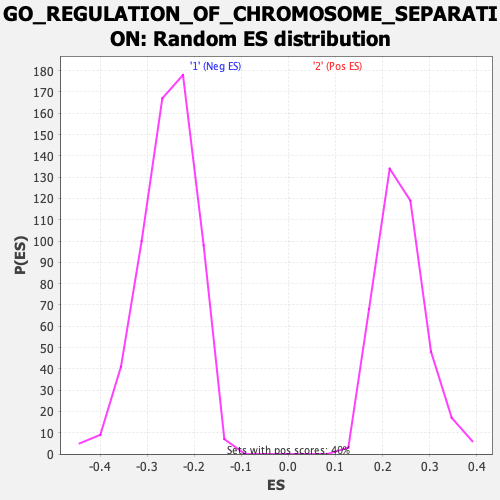 GO_REGULATION_OF_CHROMOSOME_SEPARATI
ON: Random ES distribution
'1' (Neg ES)
'2' (Pos ES)
180
170
160
150
140
130
120
110
100
90
80
70
60
50
40
30
20
10
0
P(ES)
Sets with pos scores: 40%
-0.4 -0.3 -0.2 -0.1 0.0 0.1 0.2 0.3 0.4
ES